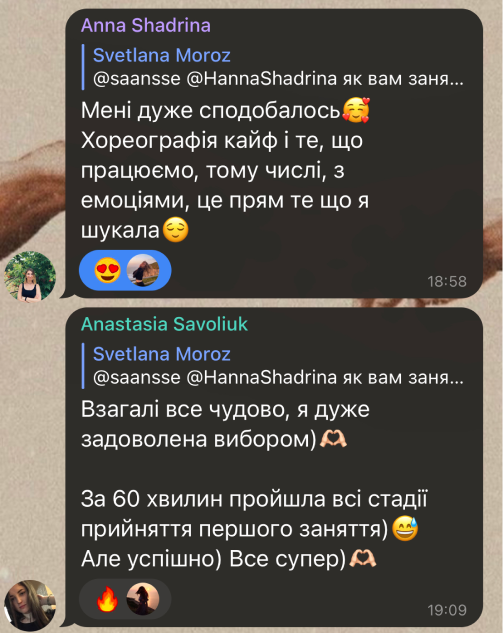 Anna Shadrina
Svetlana Moroz
@saansse @HannaShadrina як вам заня...
Мені дуже сподобалось🥰
Хореографія кайф і те, що
працюємо, тому числі, з
емоціями, це прям те що я
шукала😌
18:58
Anastasia Savoliuk
Svetlana Moroz
@saansse @HannaShadrina як вам заня...
Взагалі все чудово, я дуже
задоволена вибором)🫶🏻
За 60 хвилин пройшла всі стадії
прийняття першого заняття)😅
Але успішно) Все супер)🫶🏻
19:09